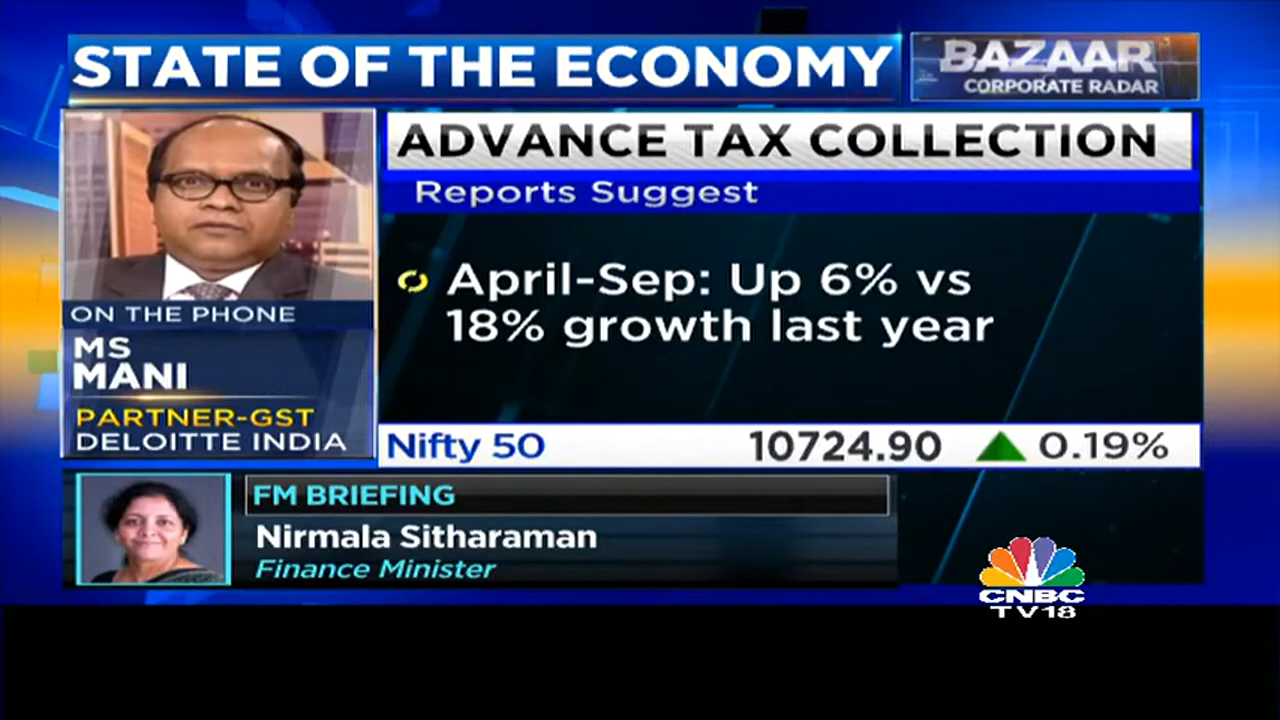 STATE OF THE ECONOMY
BAZAAR
CORPORATE RADAR
ADVANCE TAX COLLECTION
Reports Suggest
April-Sep: Up 6% vs
18% growth last year
ON THE PHONE
MS
MANI
PARTNER-GST
DELOITTE INDIA
Nifty 50 10724.90 0.19%
FM BRIEFING
Nirmala Sitharaman
Finance Minister
CNBC
TV18